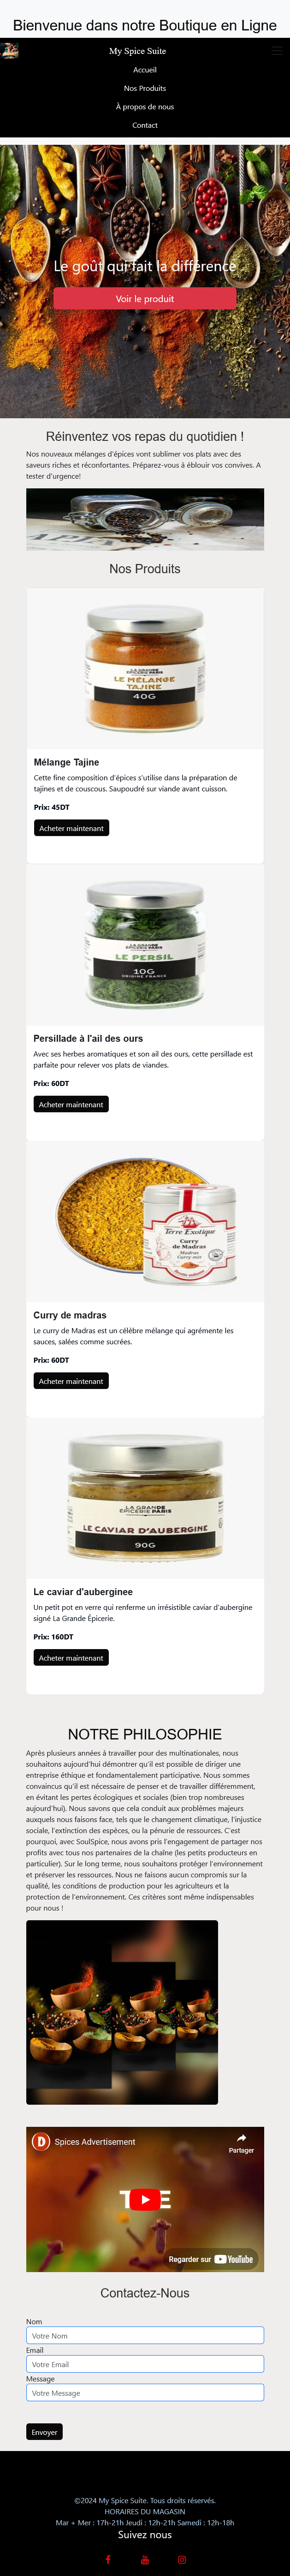 Bienvenue dans notre Boutique en Ligne
My Spice Suite
Accueil
Nos Produits
À propos de nous
Contact
Le goût qui fait la différence
Voir le produit
Réinventez vos repas du quotidien !
Nos nouveaux mélanges d'épices vont sublimer vos plats avec des
saveurs riches et réconfortantes. Préparez-vous à éblouir vos convives. A
tester d'urgence!
Nos Produits
LA GRANDE
ÉPICERIE PARIS
LE MÉLANGE
TAJINE
40G
Mélange Tajine
Cette fine composition d'épices s'utilise dans la préparation de
tajines et de couscous. Saupoudré sur viande avant cuisson.
Prix: 45DT
Acheter maintenant
LA GRANDE
ÉPICERIE PARIS
LE PERSIL
10G
ORIGINE FRANCE
Persillade à l'ail des ours
Avec ses herbes aromatiques et son ail des ours, cette persillade est
parfaite pour relever vos plats de viandes.
Prix: 60DT
Acheter maintenant
Terre Exotique
Curry
de Madras
Madras
Curry mix
Curry de madras
Le curry de Madras est un célèbre mélange qui agrémente les
sauces, salées comme sucrées.
Prix: 60DT
Acheter maintenant
LA GRANDE
ÉPICERIE PARIS
LE CAVIAR D'AUBERGINE
90G
Le caviar d'auberginee
Un petit pot en verre qui renferme un irrésistible caviar d'aubergine
signé La Grande Épicerie.
Prix: 160DT
Acheter maintenant
NOTRE PHILOSOPHIE
Après plusieurs années à travailler pour des multinationales, nous
souhaitons aujourd'hui démontrer qu'il est possible de diriger une
entreprise éthique et fondamentalement participative. Nous sommes
convaincus qu'il est nécessaire de penser et de travailler différemment,
en évitant les pertes écologiques et sociales (bien trop nombreuses
aujourd'hui). Nous savons que cela conduit aux problèmes majeurs
auxquels nous faisons face, tels que le changement climatique, l'injustice
sociale, l'extinction des espèces, ou la pénurie de ressources. C'est
pourquoi, avec SoulSpice, nous avons pris l'engagement de partager nos
profits avec tous nos partenaires de la chaîne (les petits producteurs en
particulier). Sur le long terme, nous souhaitons protéger l'environnement
et préserver les ressources. Nous ne faisons aucun compromis sur la
qualité, les conditions de production pour les agriculteurs et la
protection de l'environnement. Ces critères sont même indispensables
pour nous !
D
Spices Advertisement
Partager
Regarder sur YouTube
Contactez-Nous
Nom
Votre Nom
Email
Votre Email
Message
Votre Message
Envoyer
©2024 My Spice Suite. Tous droits réservés.
HORAIRES DU MAGASIN
Mar + Mer : 17h-21h Jeudi : 12h-21h Samedi : 12h-18h
Suivez nous